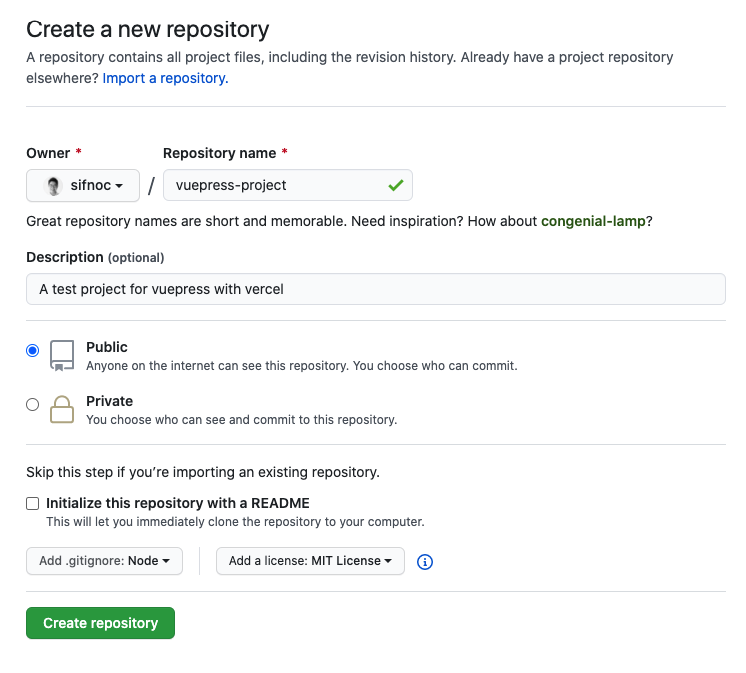 Create a new repository
A repository contains all project files, including the revision history. Already have a project repository
elsewhere? Import a repository.
Owner * Repository name *
sifnoc / vuepress-project
Great repository names are short and memorable. Need inspiration? How about congenial-lamp?
Description (optional)
A test project for vuepress with vercel
Public
Anyone on the internet can see this repository. You choose who can commit.
Private
You choose who can see and commit to this repository.
Skip this step if you’re importing an existing repository.
Initialize this repository with a README
This will let you immediately clone the repository to your computer.
Add .gitignore: Node Add a license: MIT License
Create repository